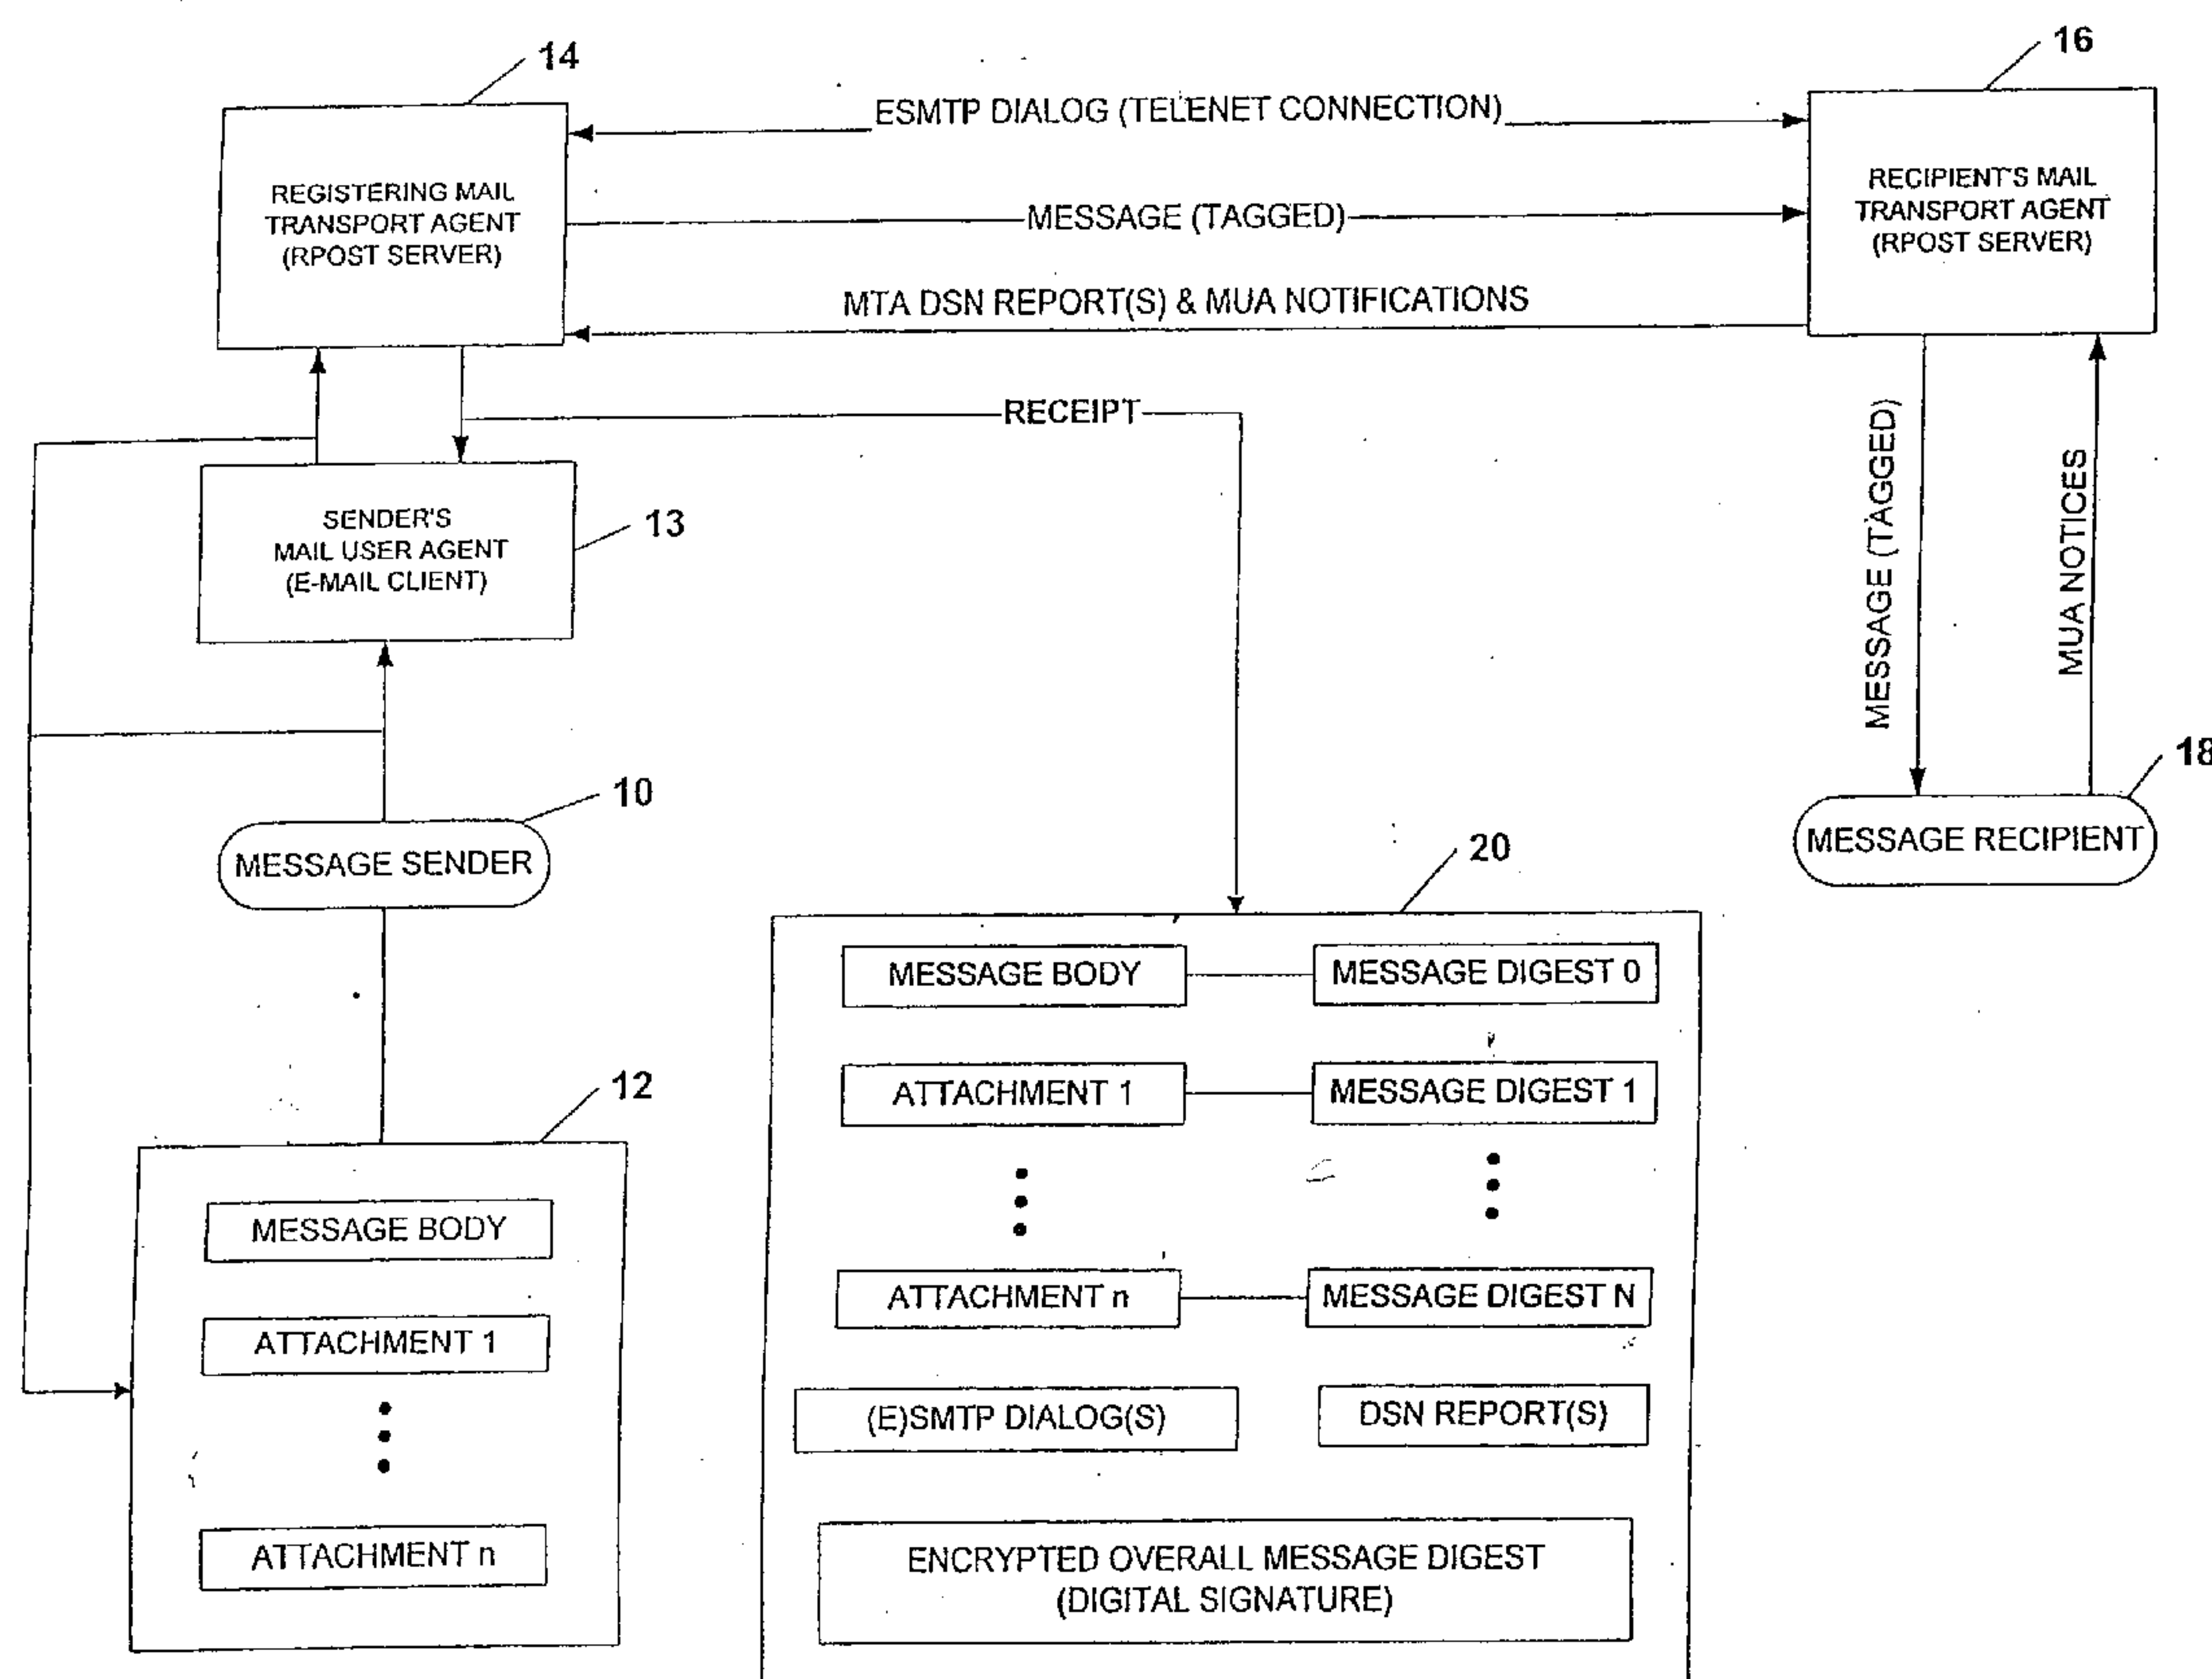 14
16
ESMTP DIALOG (TELENET CONNECTION)
REGISTERING MAIL
TRANSPORT AGENT
(RPOST SERVER)
RECIPIENT'S MAIL
TRANSPORT AGENT
(RPOST SERVER)
MESSAGE (TAGGED)
MTA DSN REPORT(S) & MUA NOTIFICATIONS
RECEIPT
SENDER'S
MAIL USER AGENT
(E-MAIL CLIENT)
13
MESSAGE (TAGGED)
MUA NOTICES
10
MESSAGE SENDER
18
MESSAGE RECIPIENT
20
MESSAGE BODY
MESSAGE DIGEST 0
ATTACHMENT 1
MESSAGE DIGEST 1
ATTACHMENT n
MESSAGE DIGEST N
(E)SMTP DIALOG(S)
DSN REPORT(S)
ENCRYPTED OVERALL MESSAGE DIGEST
(DIGITAL SIGNATURE)
12
MESSAGE BODY
ATTACHMENT 1
ATTACHMENT n